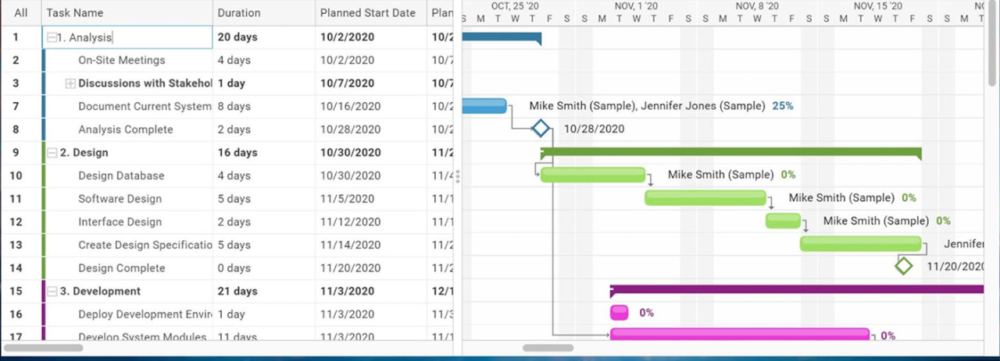 All Task Name Duration Planned Start Date Plan OCT, 25 '20 NOV, 1 '20 NOV, 8 '20 NOV, 15 '20
S M T W T F S S M T W T F S S M T W T F S S M T W T F S S M T
1 1. Analysis 20 days 10/2/2020 10/2
2 On-Site Meetings 4 days 10/2/2020 10/7
3 Discussions with Stakehol 1 day 10/7/2020 10/7
7 Document Current System 8 days 10/16/2020 10/2 Mike Smith (Sample), Jennifer Jones (Sample) 25%
8 Analysis Complete 2 days 10/28/2020 10/2 10/28/2020
9 2. Design 16 days 10/30/2020 11/2
10 Design Database 4 days 10/30/2020 11/4 Mike Smith (Sample) 0%
11 Software Design 5 days 11/5/2020 11/1 Mike Smith (Sample) 0%
12 Interface Design 2 days 11/12/2020 11/1 Mike Smith (Sample) 0%
13 Create Design Specificatio 5 days 11/14/2020 11/2 Jennifer
14 Design Complete 0 days 11/20/2020 11/2 11/20/2020
15 3. Development 21 days 11/3/2020 12/1
16 Deploy Development Envir 1 day 11/3/2020 11/3 0%
17 Develop System Modules 11 days 11/3/2020 11/1 0%